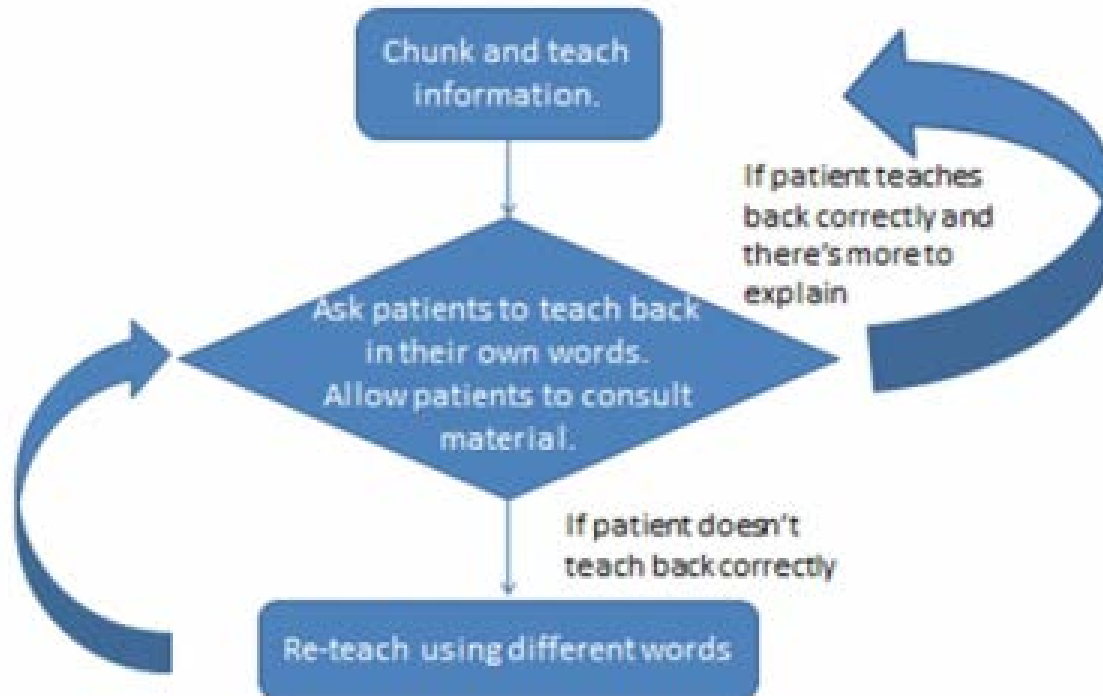 Chunk and teach
information.
If patient teaches
back correctly and
there's more to
explain
Ask patients to teach back
in their own words.
Allow patients to consult
material.
If patient doesn't
teach back correctly
Re-teach using different words